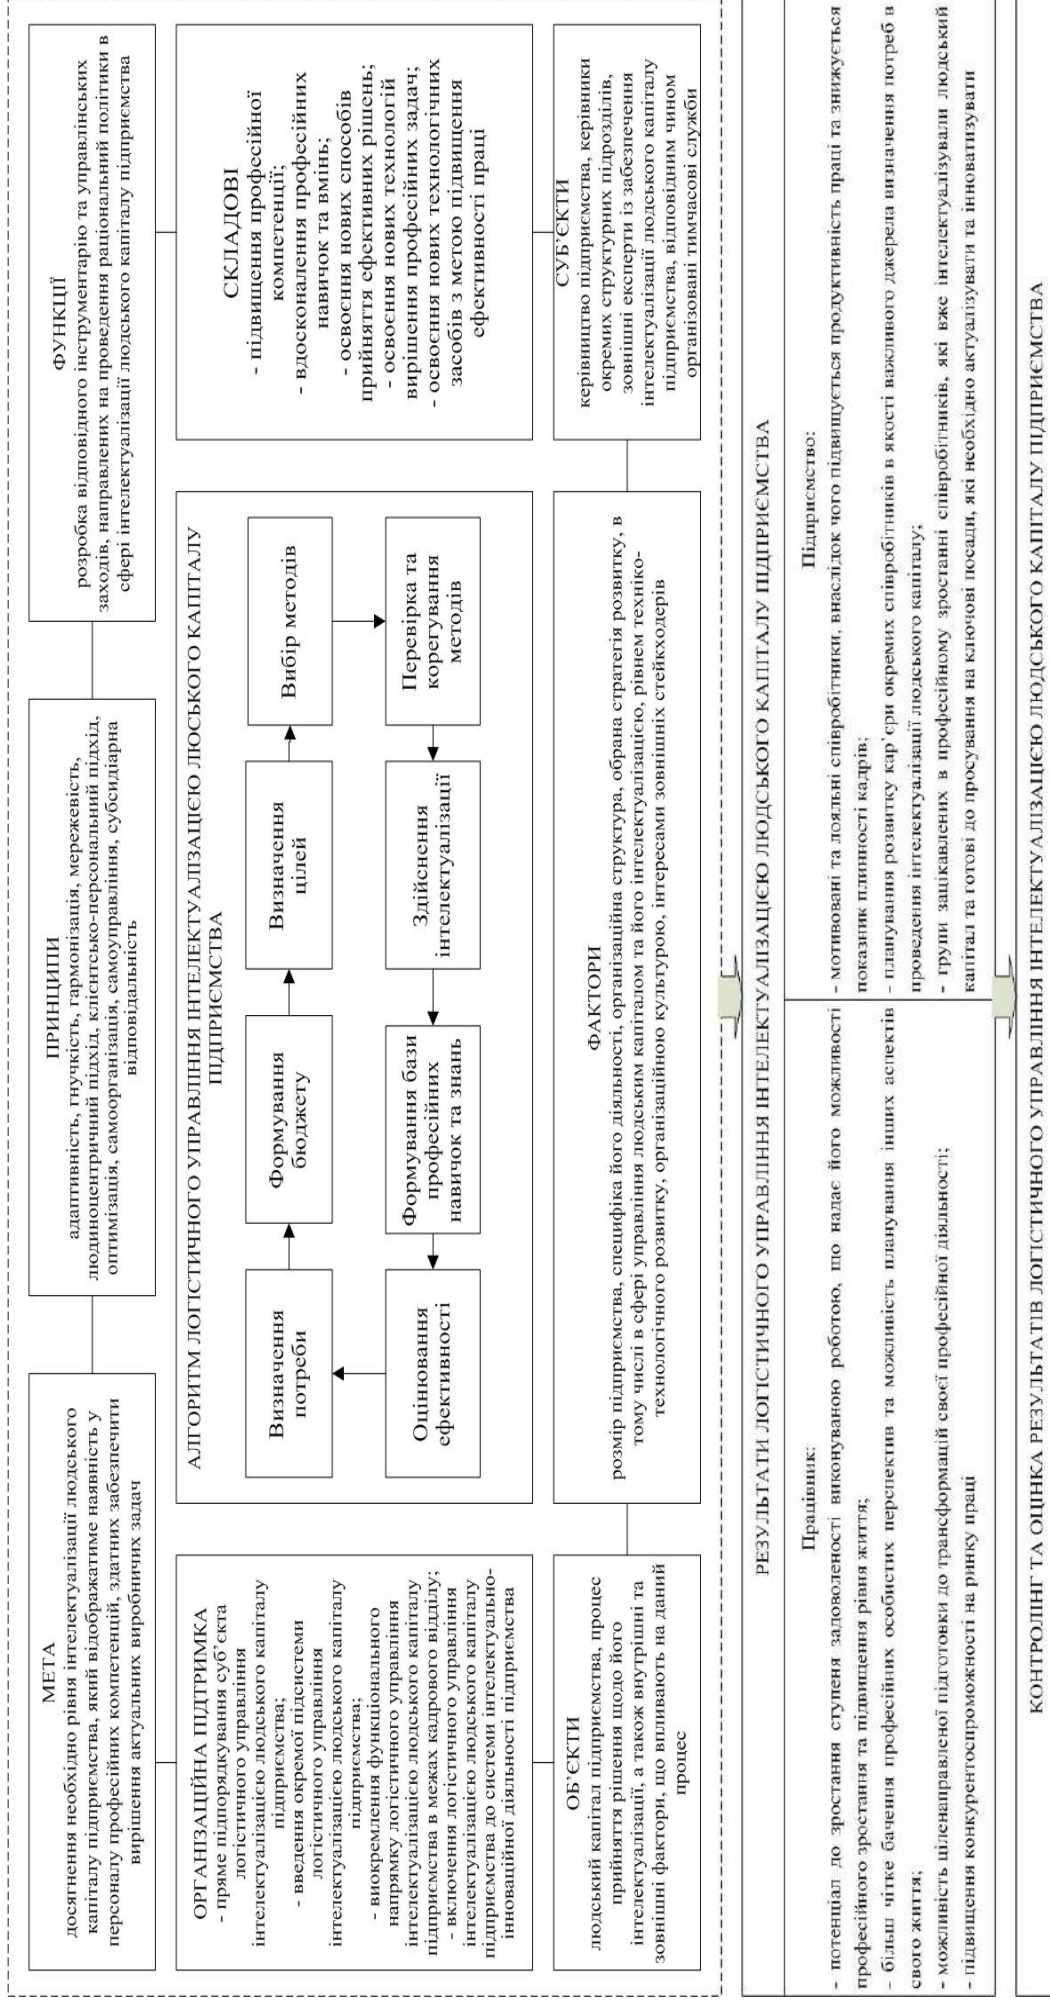 МЕТА
досягнення необхідно рівня інтелектуалізації людського
капіталу підприємства, який відображатиме наявність у
персоналу професійних компетенцій, здатних забезпечити
вирішення актуальних виробничих задач
ПРИНЦИПИ
адаптивність, гнучкість, гармонізація, мережевість,
людиноцентричний підхід, клієнтсько-персональний підхід,
оптимізація, самоорганізація, самоуправління, субсидіарна
відповідальність
ФУНКЦІЇ
розробка відповідного інструментарію та управлінських
заходів, направлених на проведення раціональної політики в
сфері інтелектуалізації людського капіталу підприємства
ОРГАНІЗАЦІЙНА ПІДТРИМКА
- пряме підпорядкування суб’єкта
логістичного управління
інтелектуалізацією людського капіталу
підприємства;
- введення окремої підсистеми
логістичного управління
інтелектуалізацією людського капіталу
підприємства;
- виокремлення функціонального
напрямку логістичного управління
інтелектуалізацією людського капіталу
підприємства в межах кадрового відділу;
- включення логістичного управління
інтелектуалізацією людського капіталу
підприємства до системи інтелектуально-
інноваційної діяльності підприємства
АЛГОРИТМ ЛОГІСТИЧНОГО УПРАВЛІННЯ ІНТЕЛЕКТУАЛІЗАЦІЄЮ ЛЮСЬКОГО КАПІТАЛУ
ПІДПРИЄМСТВА
Визначення
потреби
Формування
бюджету
Визначення
цілей
Вибір методів
Оцінювання
ефективності
Формування бази
професійних
навичок та знань
Здійснення
інтелектуалізації
Перевірка та
корегування
методів
СКЛАДОВІ
- підвищення професійної
компетенції;
- вдосконалення професійних
навичок та вмінь;
- освоєння нових способів
прийняття ефективних рішень;
- освоєння нових технологій
вирішення професійних задач;
- освоєння нових технологічних
засобів з метою підвищення
ефективності праці
ОБ’ЄКТИ
людський капітал підприємства, процес
прийняття рішення щодо його
інтелектуалізації, а також внутрішні та
зовнішні фактори, що впливають на даний
процес
ФАКТОРИ
розмір підприємства, специфіка його діяльності, організаційна структура, обрана стратегія розвитку, в
тому числі в сфері управління людським капіталом та його інтелектуалізацією, рівнем техніко-
технологічного розвитку, організаційною культурою, інтересами зовнішніх стейкхолдерів
СУБ’ЄКТИ
керівництво підприємства, керівники
окремих структурних підрозділів,
зовнішні експерти із забезпечення
інтелектуалізації людського капіталу
підприємства, відповідним чином
організовані тимчасові служби
РЕЗУЛЬТАТИ ЛОГІСТИЧНОГО УПРАВЛІННЯ ІНТЕЛЕКТУАЛІЗАЦІЄЮ ЛЮДСЬКОГО КАПІТАЛУ ПІДПРИЄМСТВА
Працівник:
- потенціал до зростання ступеня задоволеності виконуваною роботою, що надає його можливості
професійного зростання та підвищення рівня життя;
- більш чітке бачення професійних особистих перспектив та можливість планування інших аспектів
свого життя;
- можливість ціленаправленої підготовки до трансформацій своєї професійної діяльності;
- підвищення конкурентоспроможності на ринку праці
Підприємство:
- мотивовані та лояльні співробітники, внаслідок чого підвищується продуктивність праці та знижується
показник плинності кадрів;
- планування розвитку кар’єри окремих співробітників в якості важливого джерела визначення потреб в
проведення інтелектуалізації людського капіталу;
- групи зацікавлених в професійному зростанні співробітників, які вже інтелектуалізували людський
капітал та готові до просування на ключові посади, які необхідно актуалізувати та інноватизувати
КОНТРОЛІНГ ТА ОЦІНКА РЕЗУЛЬТАТІВ ЛОГІСТИЧНОГО УПРАВЛІННЯ ІНТЕЛЕКТУАЛІЗАЦІЄЮ ЛЮДСЬКОГО КАПІТАЛУ ПІДПРИЄМСТВА